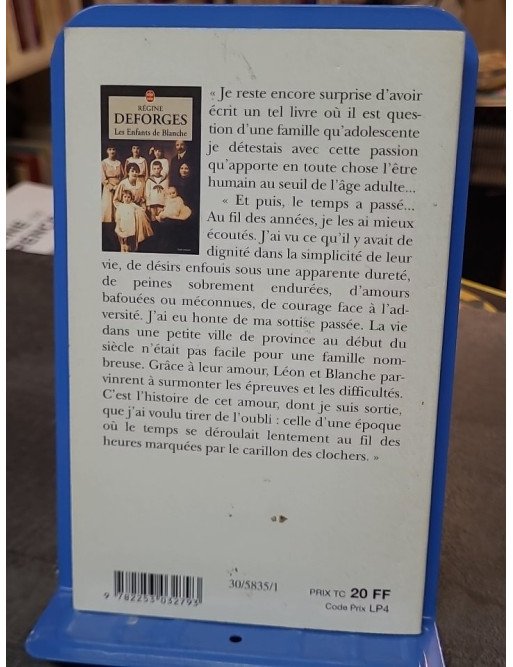 RÉGINE
DEFORGES
Les Enfants de Blanche
« Je reste encore surprise d'avoir
écrit un tel livre où il est ques-
tion d'une famille qu'adolescente
je détestais avec cette passion
qu'apporte en toute chose l'être
humain au seuil de l'âge adulte...
« Et puis, le temps a passé...
Au fil des années, je les ai mieux
écoutés. J'ai vu ce qu'il y avait de
dignité dans la simplicité de leur
vie, de désirs enfouis sous une apparente dureté,
de peines sobrement endurées, d'amours
bafouées ou méconnues, de courage face à l'ad-
versité. J'ai eu honte de ma sottise passée. La vie
dans une petite ville de province au début du
siècle n'était pas facile pour une famille nom-
breuse. Grâce à leur amour, Léon et Blanche par-
vinrent à surmonter les épreuves et les difficultés.
C'est l'histoire de cet amour, dont je suis sortie,
que j'ai voulu tirer de l'oubli : celle d'une époque
où le temps se déroulait lentement au fil des
heures marquées par le carillon des clochers. »
9 782253 032793
30/5835/1
PRIX TC 20 FF
Code Prix LP4